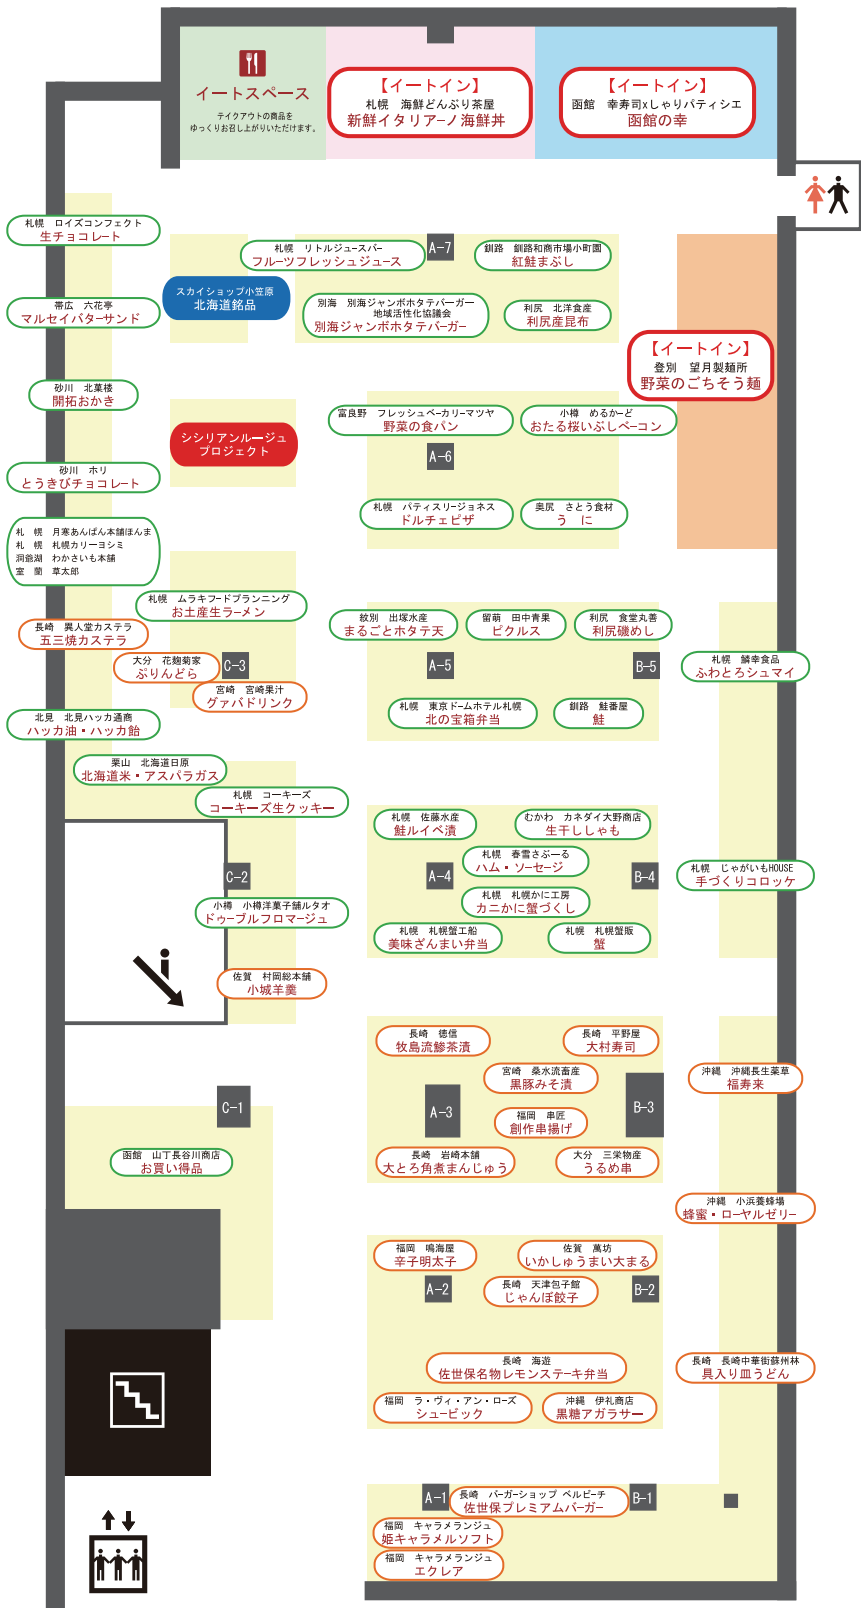 イートスペース
テイクアウトの商品を
ゆっくりお召し上がりいただけます。
【イートイン】
札幌　海鮮どんぶり茶屋
新鮮イタリアーノ海鮮丼
【イートイン】
函館　幸寿司xしゃりパティシエ
函館の幸
札幌　ロイズコンフェクト
生チョコレート
札幌　リトルジュースバー
フルーツフレッシュジュース
A-7
釧路　釧路和商市場小町園
紅鮭まぶし
スカイショップ小笠原
北海道銘品
帯広　六花亭
マルセイバターサンド
別海　別海ジャンボホタテバーガー
地域活性化協議会
別海ジャンボホタテバーガー
利尻　北洋食産
利尻産昆布
【イートイン】
登別　望月製麺所
野菜のごちそう麺
砂川　北菓楼
開拓おかき
シシリアンルージュ
プロジェクト
富良野　フレッシュベーカリーマツヤ
野菜の食パン
小樽　めるかーど
おたる桜いぶしベーコン
A-6
砂川　ホリ
とうきびチョコレート
札幌　パティスリージョネス
ドルチェピザ
奥尻　さとう食材
う　に
札　幌　月寒あんぱん本舗ほんま
札　幌　札幌カリーヨシミ
洞爺湖　わかさいも本舗
室　蘭　草太郎
札幌　ムラキフードプランニング
お土産生ラーメン
長崎　異人堂カステラ
五三焼カステラ
紋別　出塚水産
まるごとホタテ天
留萌　田中青果
ピクルス
利尻　食堂丸善
利尻磯めし
大分　花麹菊家
ぷりんどら
C-3
A-5
B-5
札幌　鱗幸食品
ふわとろシュマイ
宮崎　宮崎果汁
グァバドリンク
北見　北見ハッカ通商
ハッカ油・ハッカ飴
札幌　東京ドームホテル札幌
北の宝箱弁当
釧路　鮭番屋
鮭
栗山　北海道日原
北海道米・アスパラガス
札幌　コーキーズ
コーキーズ生クッキー
札幌　佐藤水産
鮭ルイベ漬
むかわ　カネダイ大野商店
生干ししゃも
札幌　春雪さぶーる
ハム・ソーセージ
C-2
A-4
B-4
札幌　じゃがいもHOUSE
手づくりコロッケ
札幌　札幌かに工房
カニかに蟹づくし
小樽　小樽洋菓子舗ルタオ
ドゥーブルフロマージュ
札幌　札幌蟹工船
美味ざんまい弁当
札幌　札幌蟹販
蟹
佐賀　村岡総本舗
小城羊羹
長崎　徳信
牧島流鯵茶漬
長崎　平野屋
大村寿司
宮崎　桑水流畜産
黒豚みそ漬
沖縄　沖縄長生薬草
福寿来
C-1
A-3
B-3
福岡　串匠
創作串揚げ
函館　山丁長谷川商店
お買い得品
長崎　岩崎本舗
大とろ角煮まんじゅう
大分　三栄物産
うるめ串
沖縄　小浜養蜂場
蜂蜜・ローヤルゼリー
福岡　鳴海屋
辛子明太子
佐賀　萬坊
いかしゅうまい大まる
A-2
長崎　天津包子館
じゃんぼ餃子
B-2
長崎　海遊
佐世保名物レモンステーキ弁当
長崎　長崎中華街蘇州林
具入り皿うどん
福岡　ラ・ヴィ・アン・ローズ
シュービック
沖縄　伊礼商店
黒糖アガラサー
A-1
長崎　バーガーショップ ベルビーチ
佐世保プレミアムバーガー
B-1
福岡　キャラメランジュ
姫キャラメルソフト
福岡　キャラメランジュ
エクレア